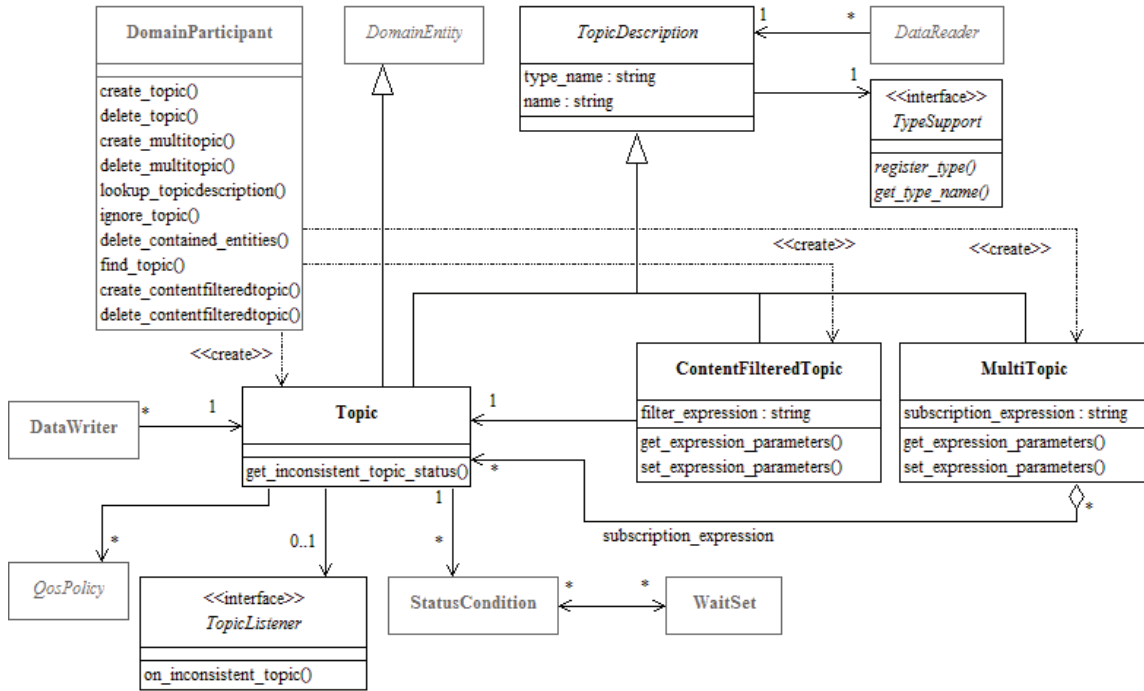 DomainParticipant
create_topic()
delete_topic()
create_multitopic()
delete_multitopic()
lookup_topicdescription()
ignore_topic()
delete_contained_entities()
find_topic()
create_contentfilteredtopic()
delete_contentfilteredtopic()
DomainEntity
TopicDescription
type_name : string
name : string
1
*
DataReader
1
<<interface>>
TypeSupport
register_type()
get_type_name()
<<create>>
<<create>>
<<create>>
ContentFilteredTopic
filter_expression : string
get_expression_parameters()
set_expression_parameters()
MultiTopic
subscription_expression : string
get_expression_parameters()
set_expression_parameters()
DataWriter
*
1
Topic
get_inconsistent_topic_status()
1
*
*
subscription_expression
*
QosPolicy
0..1
<<interface>>
TopicListener
on_inconsistent_topic()
1
*
StatusCondition
*
*
WaitSet